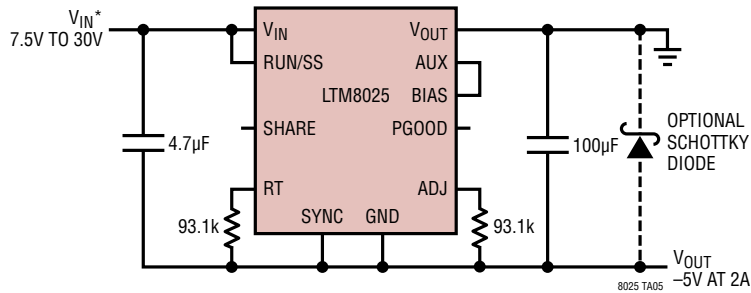 VIN*
7.5V TO 30V
VIN
VOUT
RUN/SS
AUX
LTM8025
BIAS
SHARE
PGOOD
4.7µF
100µF
OPTIONAL
SCHOTTKY
DIODE
RT
ADJ
93.1k
SYNC
GND
93.1k
VOUT
–5V AT 2A
8025 TA05